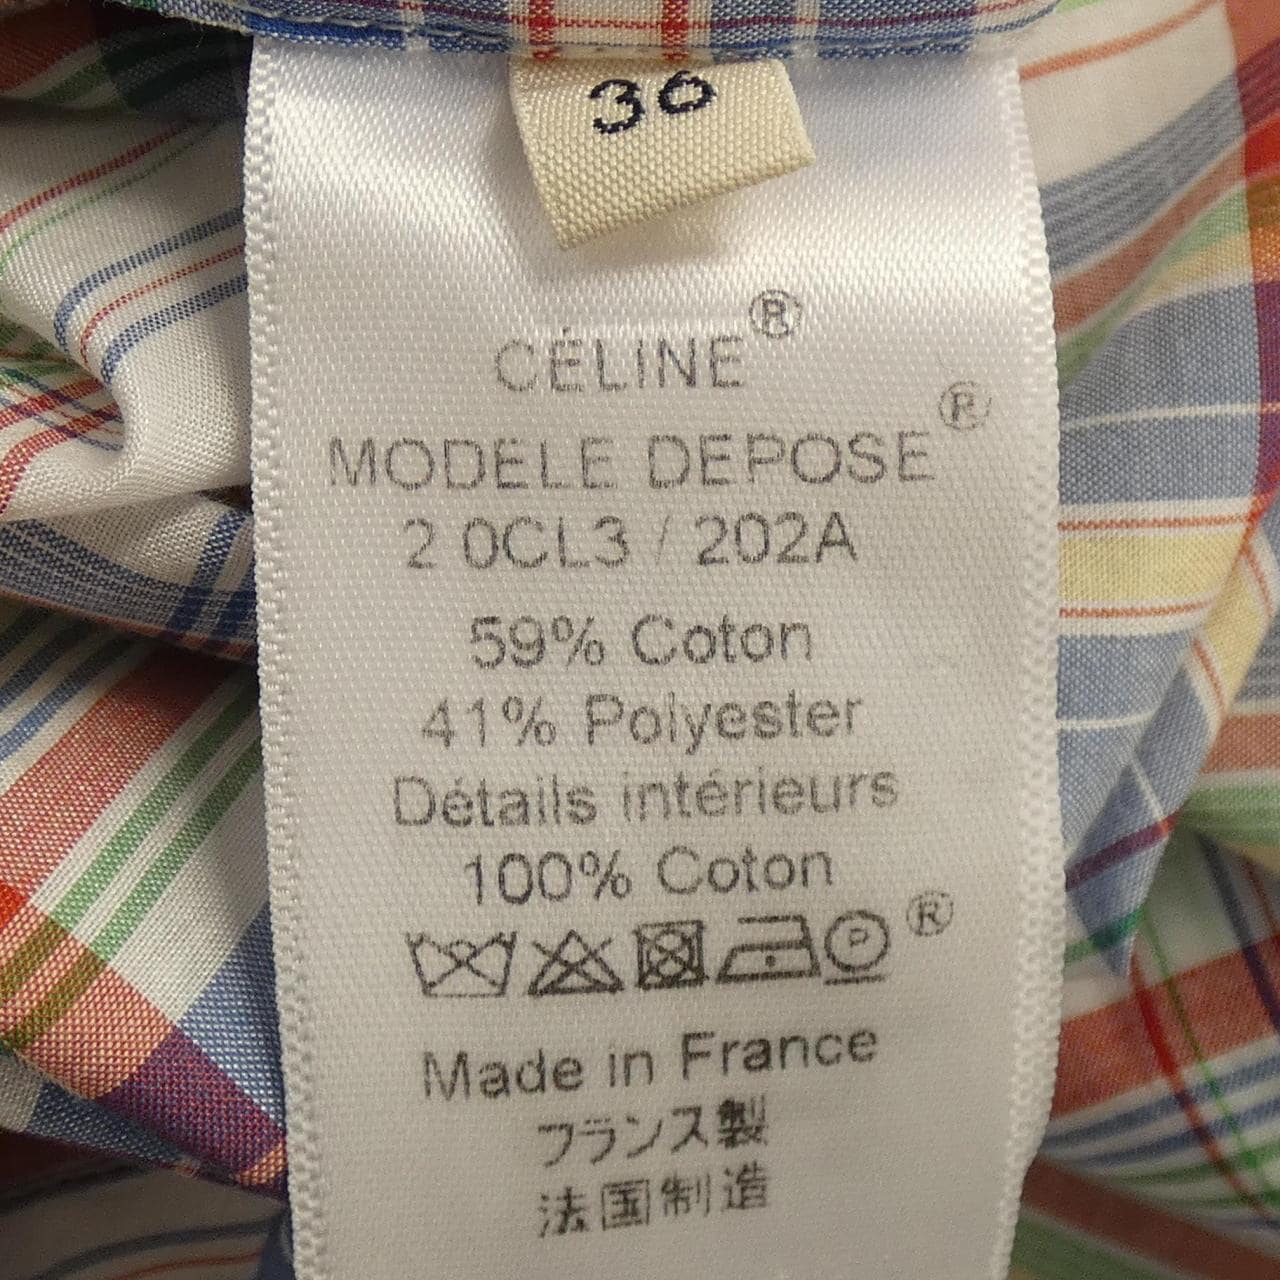 36
CÉLINE®
MODELE DEPOSE®
2 0CL3 / 202A
59% Coton
41% Polyester
Détails intérieurs
100% Coton
P ®
Made in France
フランス製
法国制造